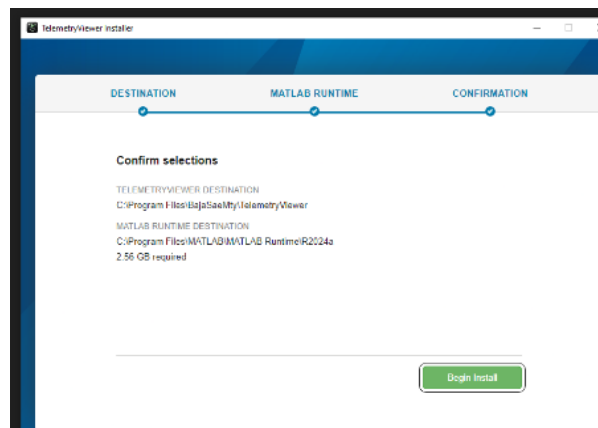 TelemetryViewer Installer
DESTINATION MATLAB RUNTIME CONFIRMATION
Confirm selections
TELEMETRYVIEWER DESTINATION
C:\Program Files\BajaSaeMty\TelemetryViewer
MATLAB RUNTIME DESTINATION
C:\Program Files\MATLAB\MATLAB Runtime\R2024a
2.56 GB required
Begin Install